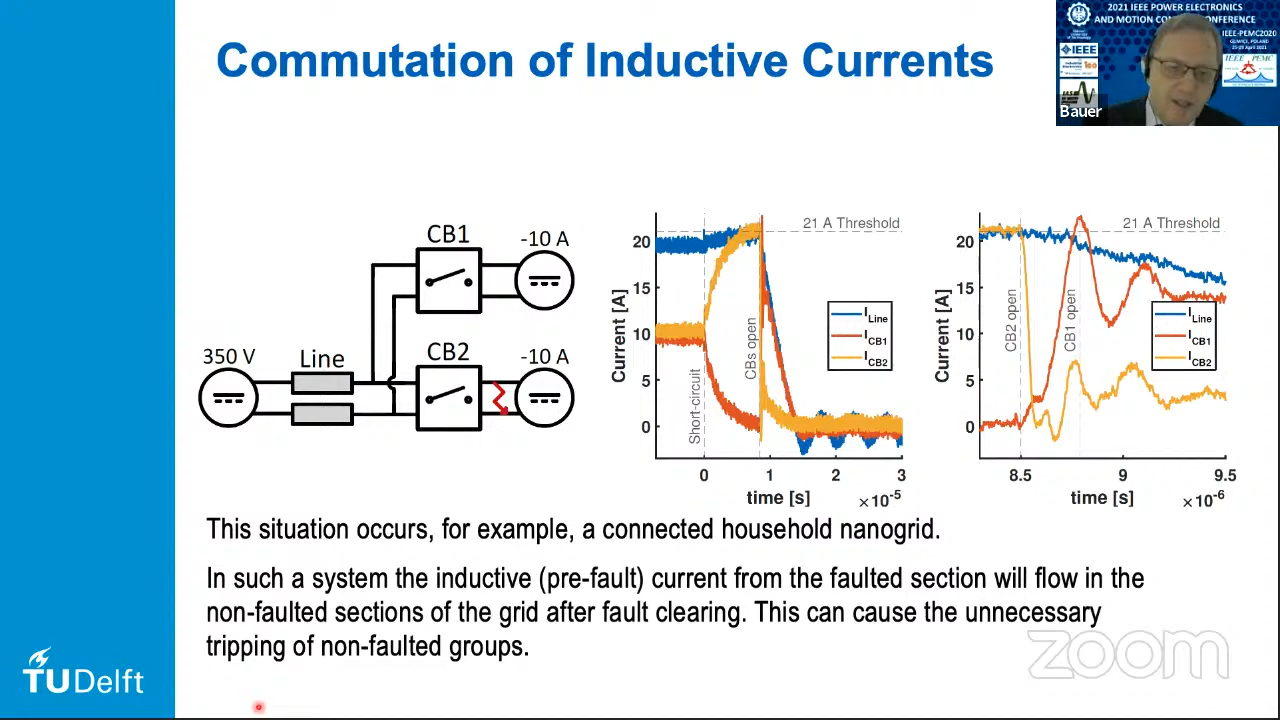 Commutation of Inductive Currents
2021 IEEE POWER ELECTRONICS
AND MOTION CO
CONFERENCE
IEEE-PEMC2020
GLIWICE, POLAND
25-29 April 2021
IEEE
IEEE PEMC
Bauer
CB1
-10 A
350 V
Line
CB2
-10 A
21 A Threshold
20
15
10
5
0
Current [A]
Short-circuit
CBs open
I Line
I CB1
I CB2
0 1 2 3
time [s]
×10-5
21 A Threshold
20
15
10
5
0
Current [A]
CB2 open
CB1 open
I Line
I CB1
I CB2
8.5 9 9.5
time [s]
×10-6
This situation occurs, for example, a connected household nanogrid.
In such a system the inductive (pre-fault) current from the faulted section will flow in the
non-faulted sections of the grid after fault clearing. This can cause the unnecessary
tripping of non-faulted groups.
TUDelft
zoom